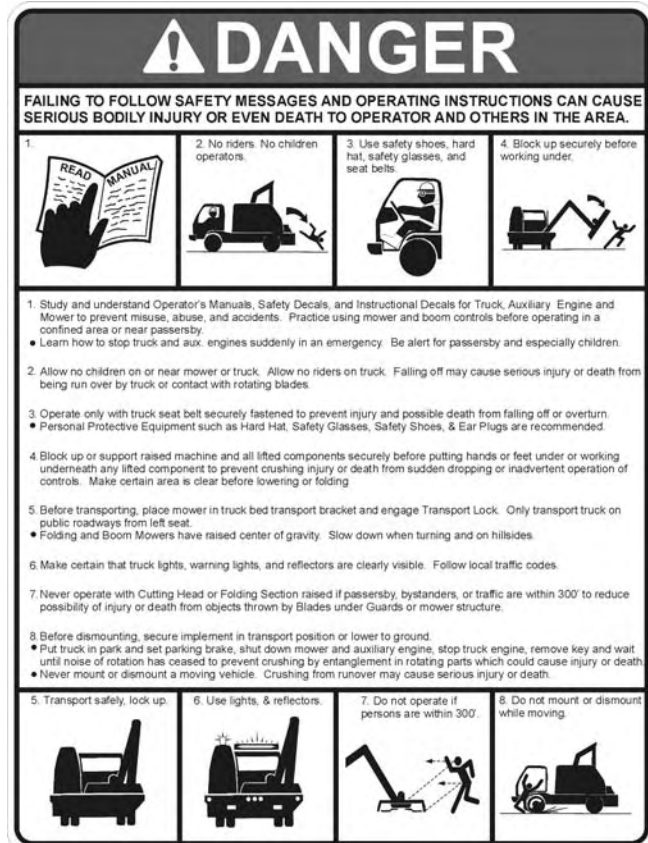 DANGER
FAILING TO FOLLOW SAFETY MESSAGES AND OPERATING INSTRUCTIONS CAN CAUSE
SERIOUS BODILY INJURY OR EVEN DEATH TO OPERATOR AND OTHERS IN THE AREA.
1.
READ MANUAL
2. No riders. No children
operators.
3. Use safety shoes, hard
hat, safety glasses, and
seat belts.
4. Block up securely before
working under.
1. Study and understand Operator's Manuals, Safety Decals, and Instructional Decals for Truck, Auxiliary Engine and
Mower to prevent misuse, abuse, and accidents. Practice using mower and boom controls before operating in a
confined area or near passersby.
• Learn how to stop truck and aux. engines suddenly in an emergency. Be alert for passersby and especially children.
2. Allow no children on or near mower or truck. Allow no riders on truck. Falling off may cause serious injury or death from
being run over by truck or contact with rotating blades.
3. Operate only with truck seat belt securely fastened to prevent injury and possible death from falling off or overturn.
• Personal Protective Equipment such as Hard Hat, Safety Glasses, Safety Shoes, & Ear Plugs are recommended.
4. Block up or support raised machine and all lifted components securely before putting hands or feet under or working
underneath any lifted component to prevent crushing injury or death from sudden dropping or inadvertent operation of
controls. Make certain area is clear before lowering or folding
5. Before transporting, place mower in truck bed transport bracket and engage Transport Lock. Only transport truck on
public roadways from left seat.
• Folding and Boom Mowers have raised center of gravity. Slow down when turning and on hillsides.
6. Make certain that truck lights, warning lights, and reflectors are clearly visible. Follow local traffic codes.
7. Never operate with Cutting Head or Folding Section raised if passersby, bystanders, or traffic are within 300' to reduce
possibility of injury or death from objects thrown by Blades under Guards or mower structure.
8. Before dismounting, secure implement in transport position or lower to ground.
• Put truck in park and set parking brake, shut down mower and auxiliary engine, stop truck engine, remove key and wait
until noise of rotation has ceased to prevent crushing by entanglement in rotating parts which could cause injury or death.
• Never mount or dismount a moving vehicle. Crushing from runover may cause serious injury or death.
5. Transport safely, lock up.
6. Use lights, & reflectors.
7. Do not operate if
persons are within 300'.
8. Do not mount or dismount
while moving.